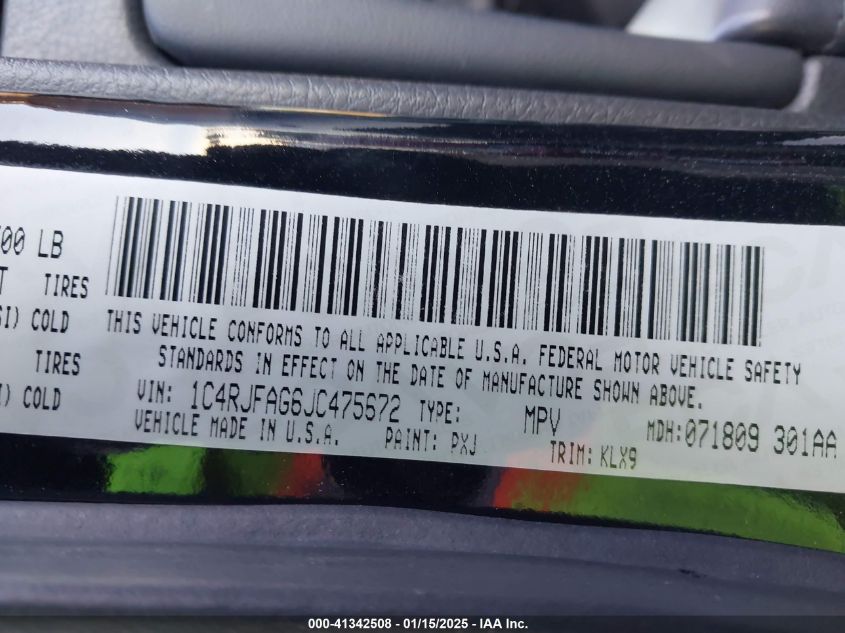 00 LB
TIRES
THIS VEHICLE CONFORMS TO ALL APPLICABLE U.S.A. FEDERAL MOTOR VEHICLE SAFETY
COLD
STANDARDS IN EFFECT ON THE DATE OF MANUFACTURE SHOWN ABOVE.
TIRES
VIN: 1C4RJFAG6JC475672 TYPE: MPV MDH:071809 301AA
COLD
VEHICLE MADE IN U.S.A. PAINT: PXJ TRIM: KLX9
000-41342508 - 01/15/2025 - IAA Inc.